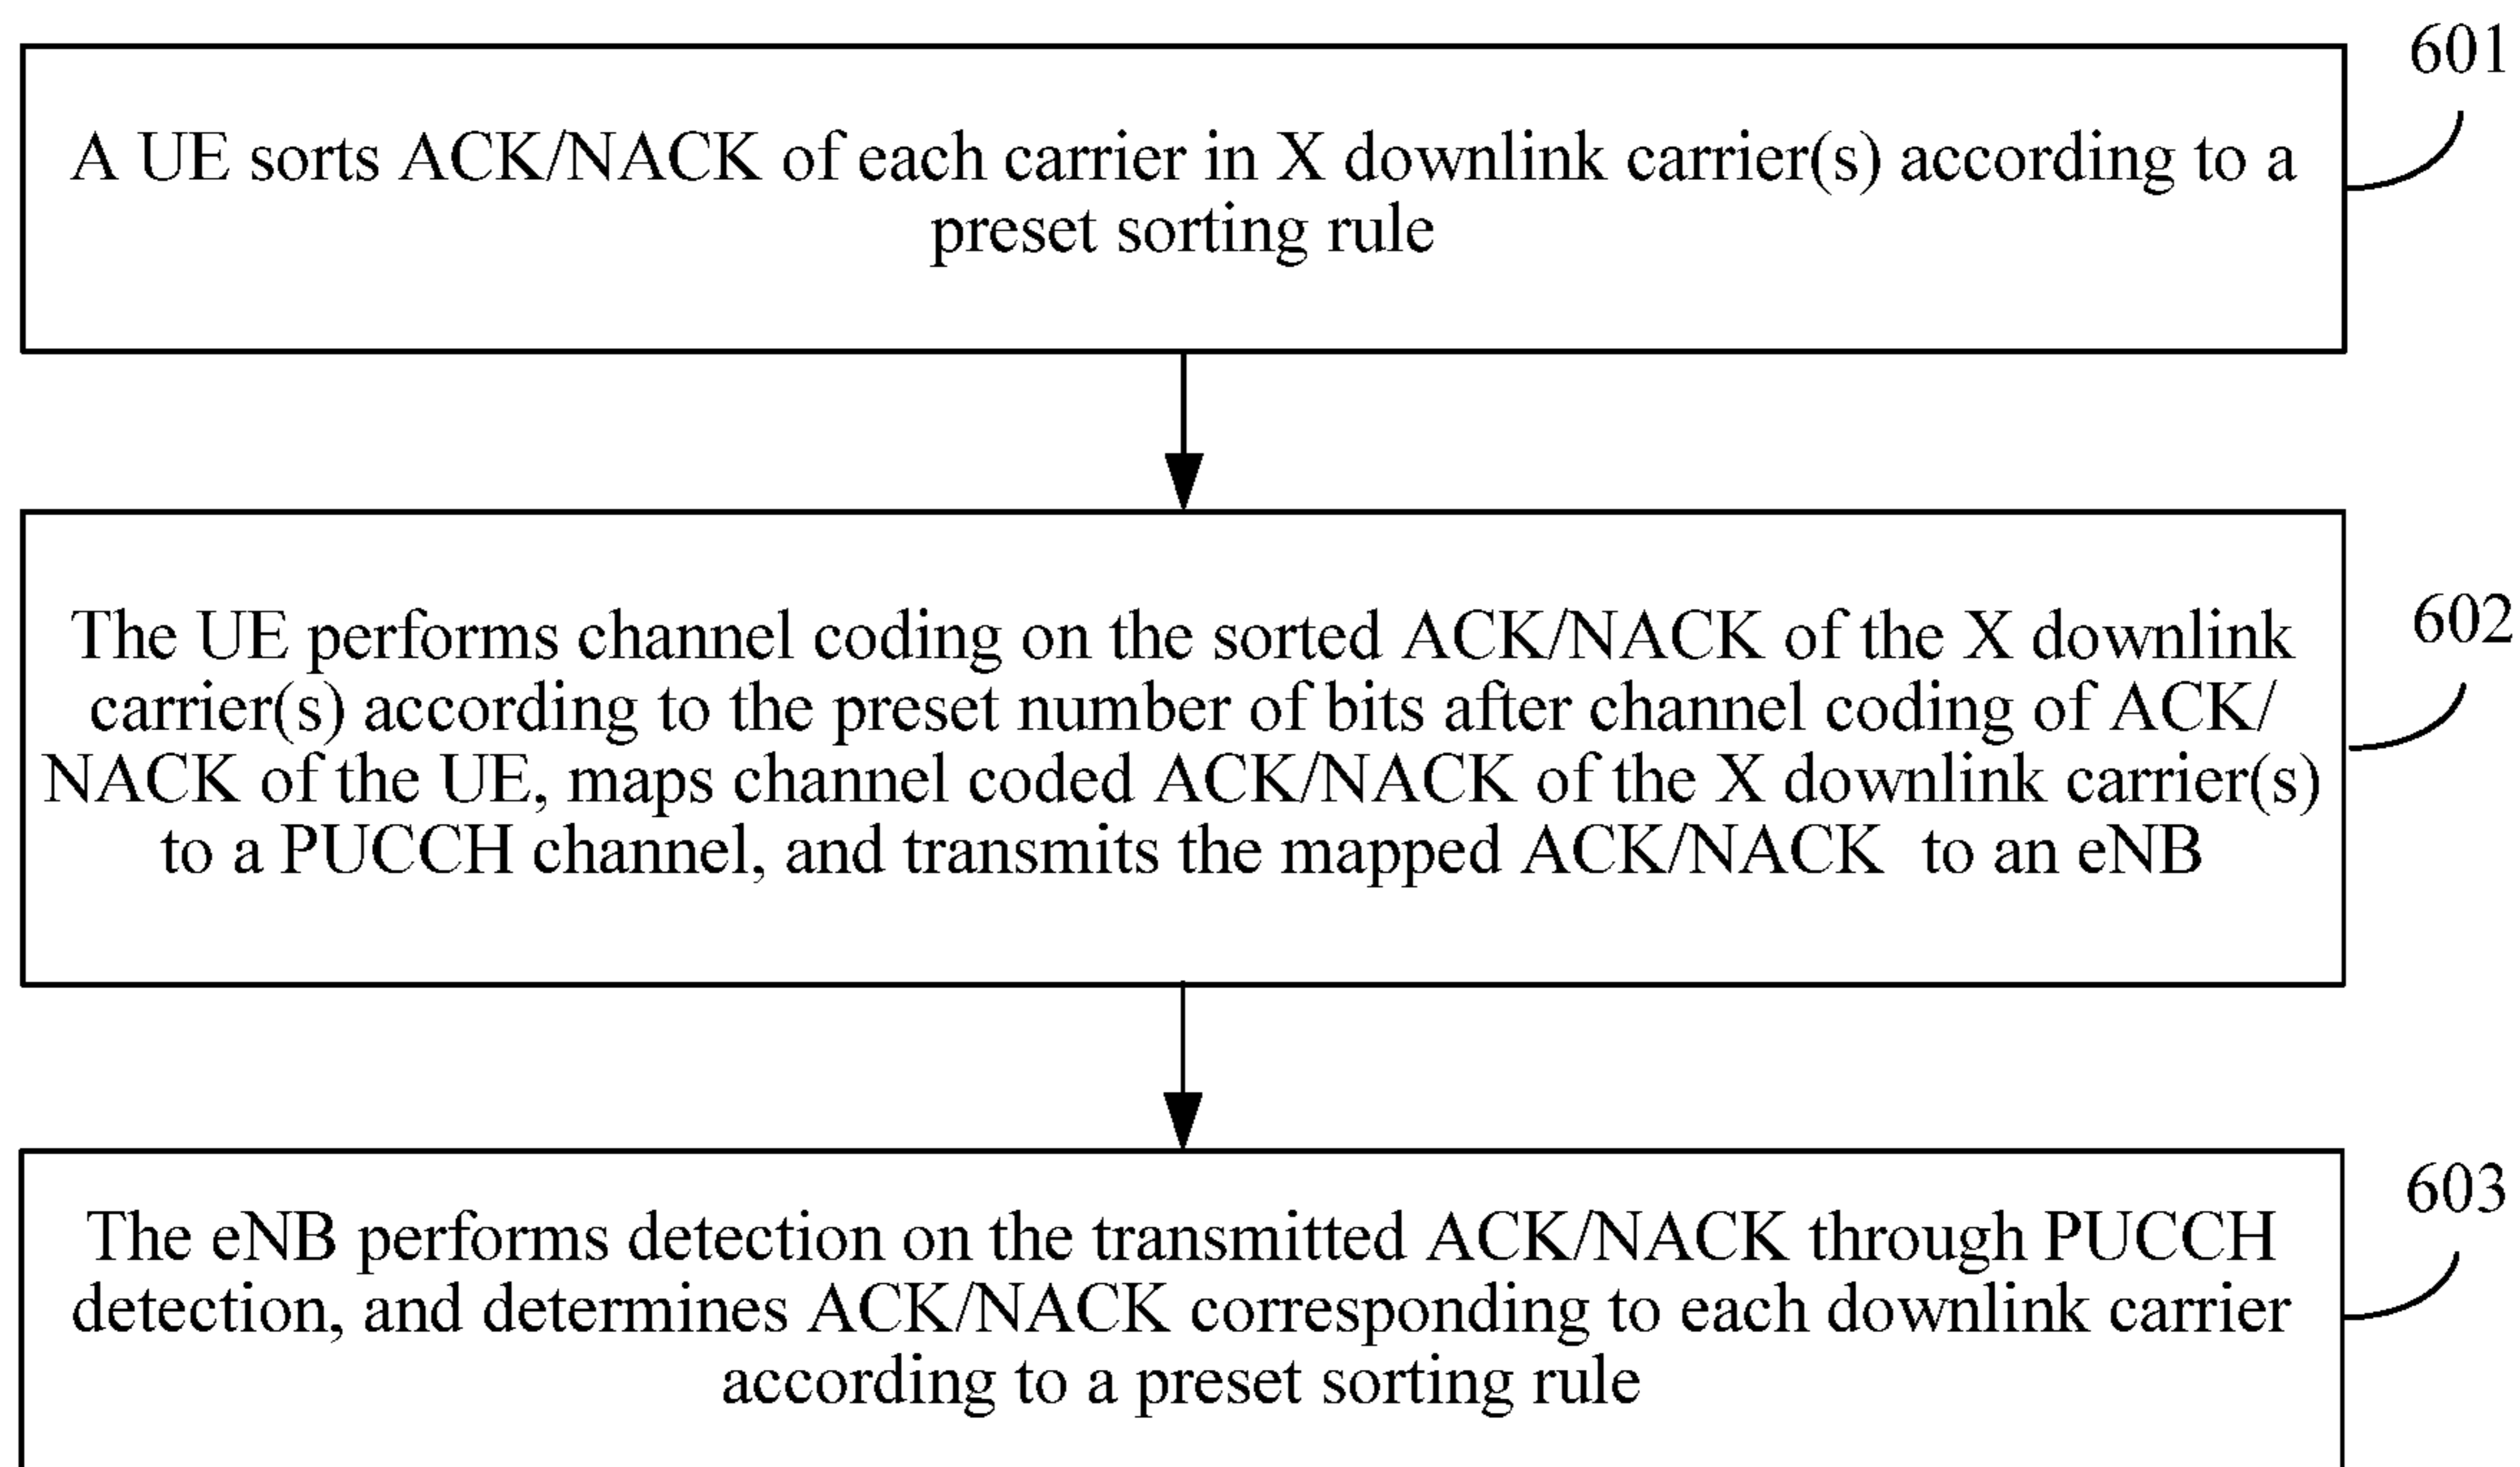 601
A UE sorts ACK/NACK of each carrier in X downlink carrier(s) according to a
preset sorting rule
602
The UE performs channel coding on the sorted ACK/NACK of the X downlink
carrier(s) according to the preset number of bits after channel coding of ACK/
NACK of the UE, maps channel coded ACK/NACK of the X downlink carrier(s)
to a PUCCH channel, and transmits the mapped ACK/NACK to an eNB
603
The eNB performs detection on the transmitted ACK/NACK through PUCCH
detection, and determines ACK/NACK corresponding to each downlink carrier
according to a preset sorting rule